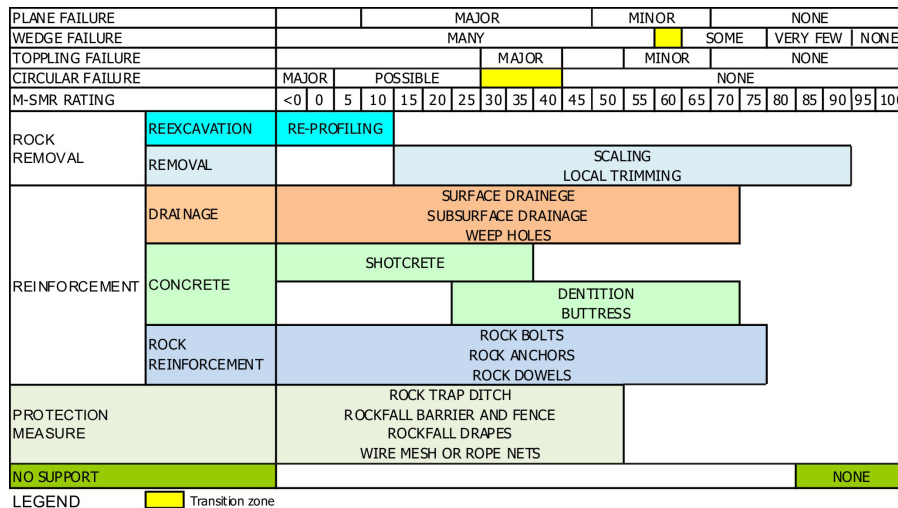 PLANE FAILURE MAJOR MINOR NONE
WEDGE FAILURE MANY SOME VERY FEW NONE
TOPPLING FAILURE MAJOR MINOR NONE
CIRCULAR FAILURE MAJOR POSSIBLE NONE
M-SMR RATING <0 0 5 10 15 20 25 30 35 40 45 50 55 60 65 70 75 80 85 90 95 100
ROCK REMOVAL
REEXCAVATION RE-PROFILING
REMOVAL
SCALING
LOCAL TRIMMING
REINFORCEMENT
DRAINAGE
SURFACE DRAINEGE
SUBSURFACE DRAINAGE
WEEP HOLES
CONCRETE
SHOTCRETE
DENTITION
BUTTRESS
ROCK
REINFORCEMENT
ROCK BOLTS
ROCK ANCHORS
ROCK DOWELS
PROTECTION
MEASURE
ROCK TRAP DITCH
ROCKFALL BARRIER AND FENCE
ROCKFALL DRAPES
WIRE MESH OR ROPE NETS
NO SUPPORT NONE
LEGEND Transition zone